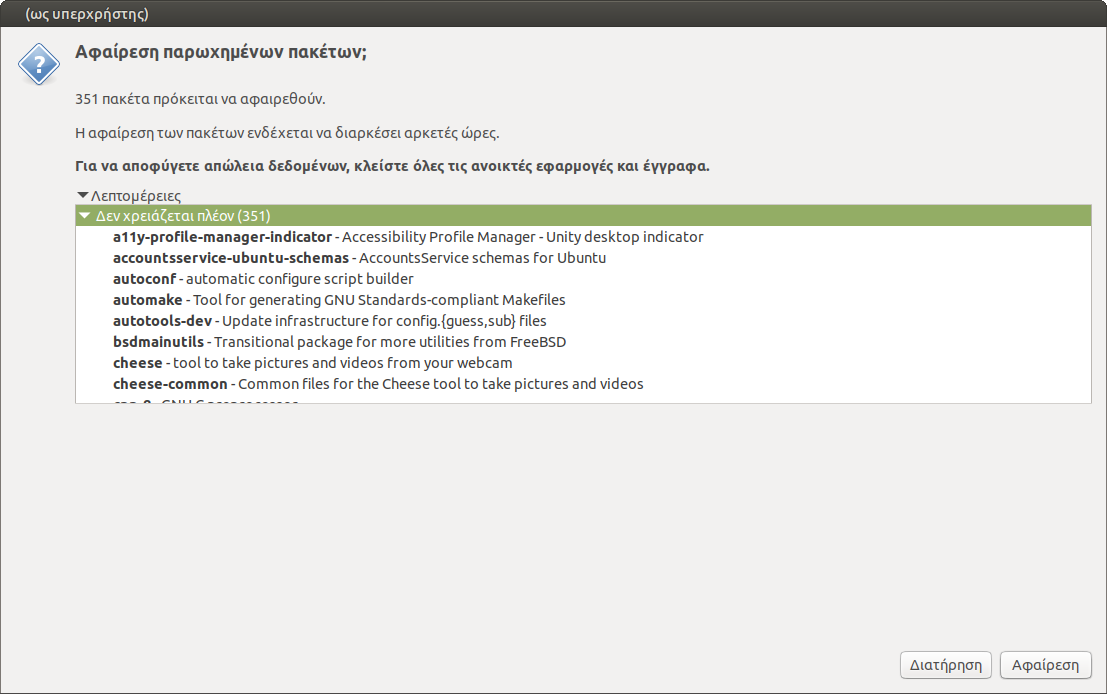 (ως υπερχρήστης)
Αφαίρεση παρωχημένων πακέτων;
351 πακέτα πρόκειται να αφαιρεθούν.
Η αφαίρεση των πακέτων ενδέχεται να διαρκέσει αρκετές ώρες.
Για να αποφύγετε απώλεια δεδομένων, κλείστε όλες τις ανοικτές εφαρμογές και έγγραφα.
Λεπτομέρειες
Δεν χρειάζεται πλέον (351)
a11y-profile-manager-indicator - Accessibility Profile Manager - Unity desktop indicator
accountsservice-ubuntu-schemas - AccountsService schemas for Ubuntu
autoconf - automatic configure script builder
automake - Tool for generating GNU Standards-compliant Makefiles
autotools-dev - Update infrastructure for config.{guess,sub} files
bsdmainutils - Transitional package for more utilities from FreeBSD
cheese - tool to take pictures and videos from your webcam
cheese-common - Common files for the Cheese tool to take pictures and videos
Διατήρηση
Αφαίρεση